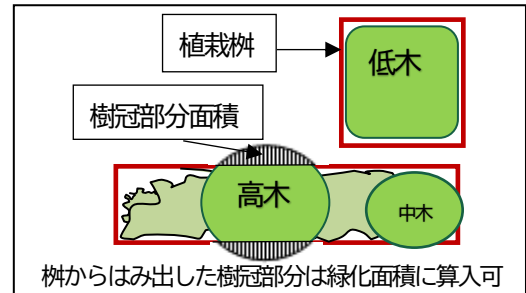 植栽桝
低木
樹冠部分面積
高木
中木
桝からはみ出した樹冠部分は緑化面積に算入可